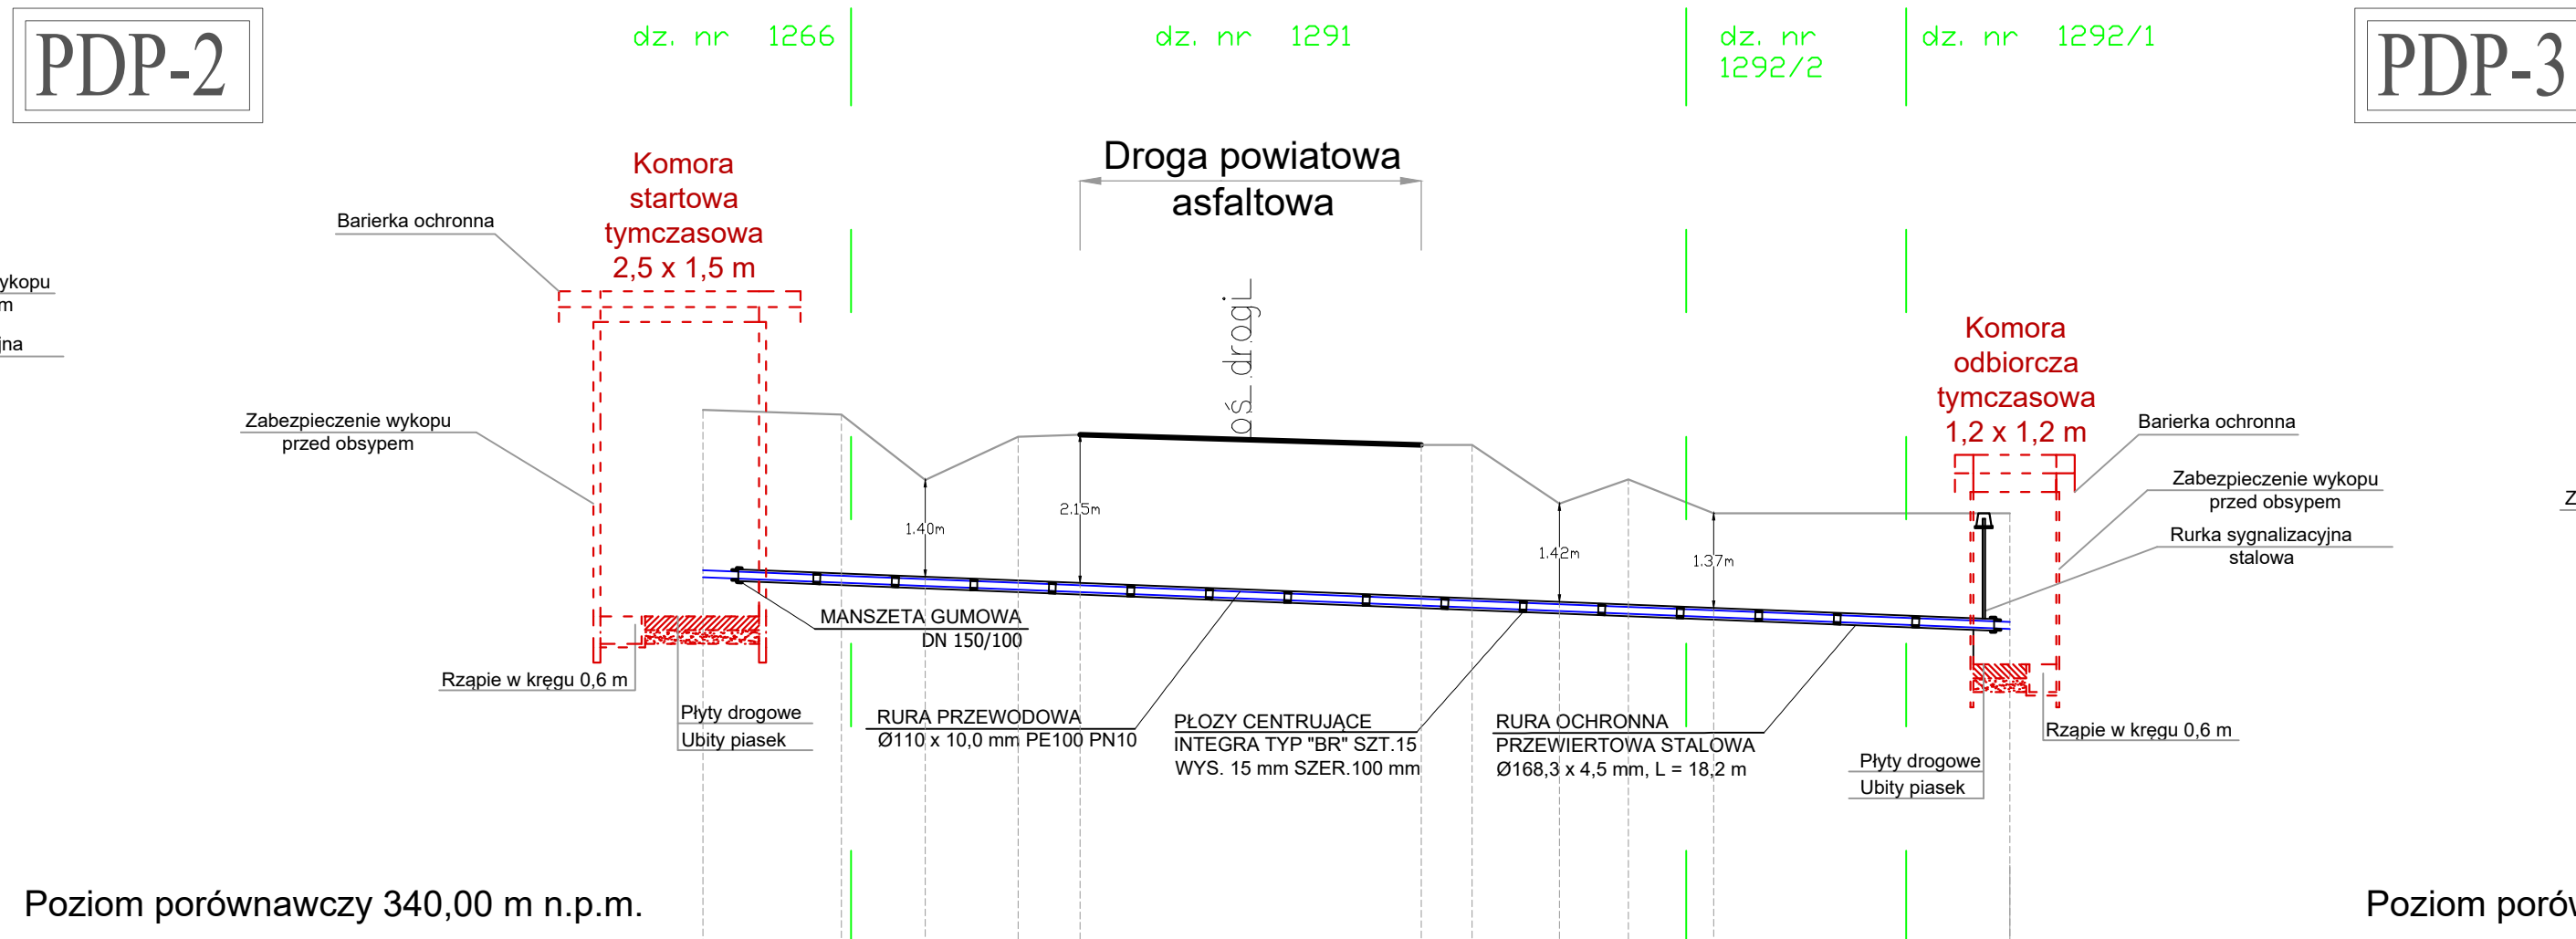 PDP-2
dz. nr 1266
dz. nr 1291
dz. nr
1292/2
dz. nr 1292/1
PDP-3
Droga powiatowa
asfaltowa
Komora
startowa
tymczasowa
2,5 x 1,5 m
Barierka ochronna
ykopu
m
jna
oś drogi
Komora
odbiorcza
tymczasowa
1,2 x 1,2 m
Barierka ochronna
Zabezpieczenie wykopu
przed obsypem
Zabezpieczenie wykopu
przed obsypem
Z
1.40m
2.15m
1.42m
1.37m
Rurka sygnalizacyjna
stalowa
MANSZETA GUMOWA
DN 150/100
Rząpie w kręgu 0,6 m
Płyty drogowe
Ubity piasek
RURA PRZEWODOWA
Ø110 x 10,0 mm PE100 PN10
PŁOZY CENTRUJĄCE
INTEGRA TYP "BR" SZT.15
WYS. 15 mm SZER.100 mm
RURA OCHRONNA
PRZEWIERTOWA STALOWA
Ø168,3 x 4,5 mm, L = 18,2 m
Rząpie w kręgu 0,6 m
Płyty drogowe
Ubity piasek
Poziom porównawczy 340,00 m n.p.m.
Poziom porów